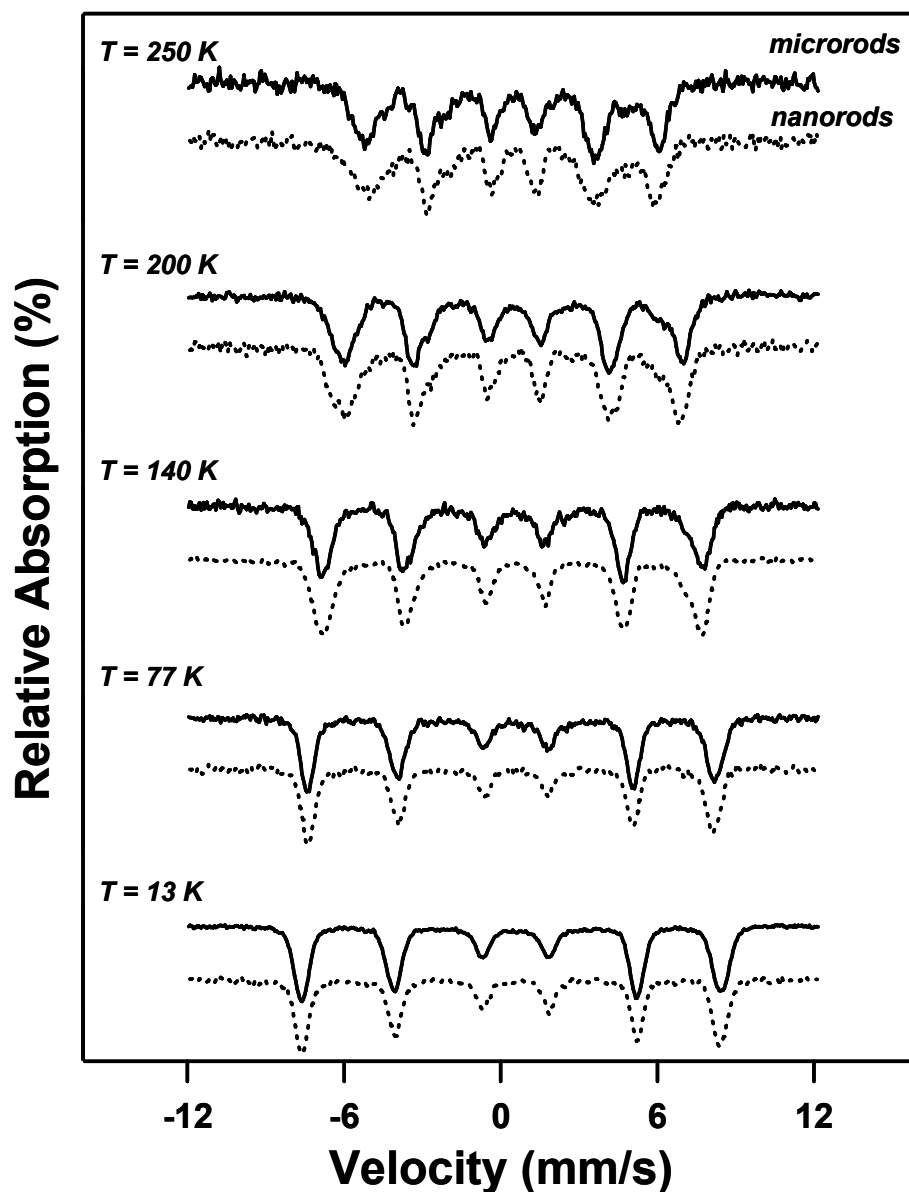 T = 250 K
microrods
nanorods
T = 200 K
T = 140 K
T = 77 K
T = 13 K
Relative Absorption (%)
-12 -6 0 6 12
Velocity (mm/s)